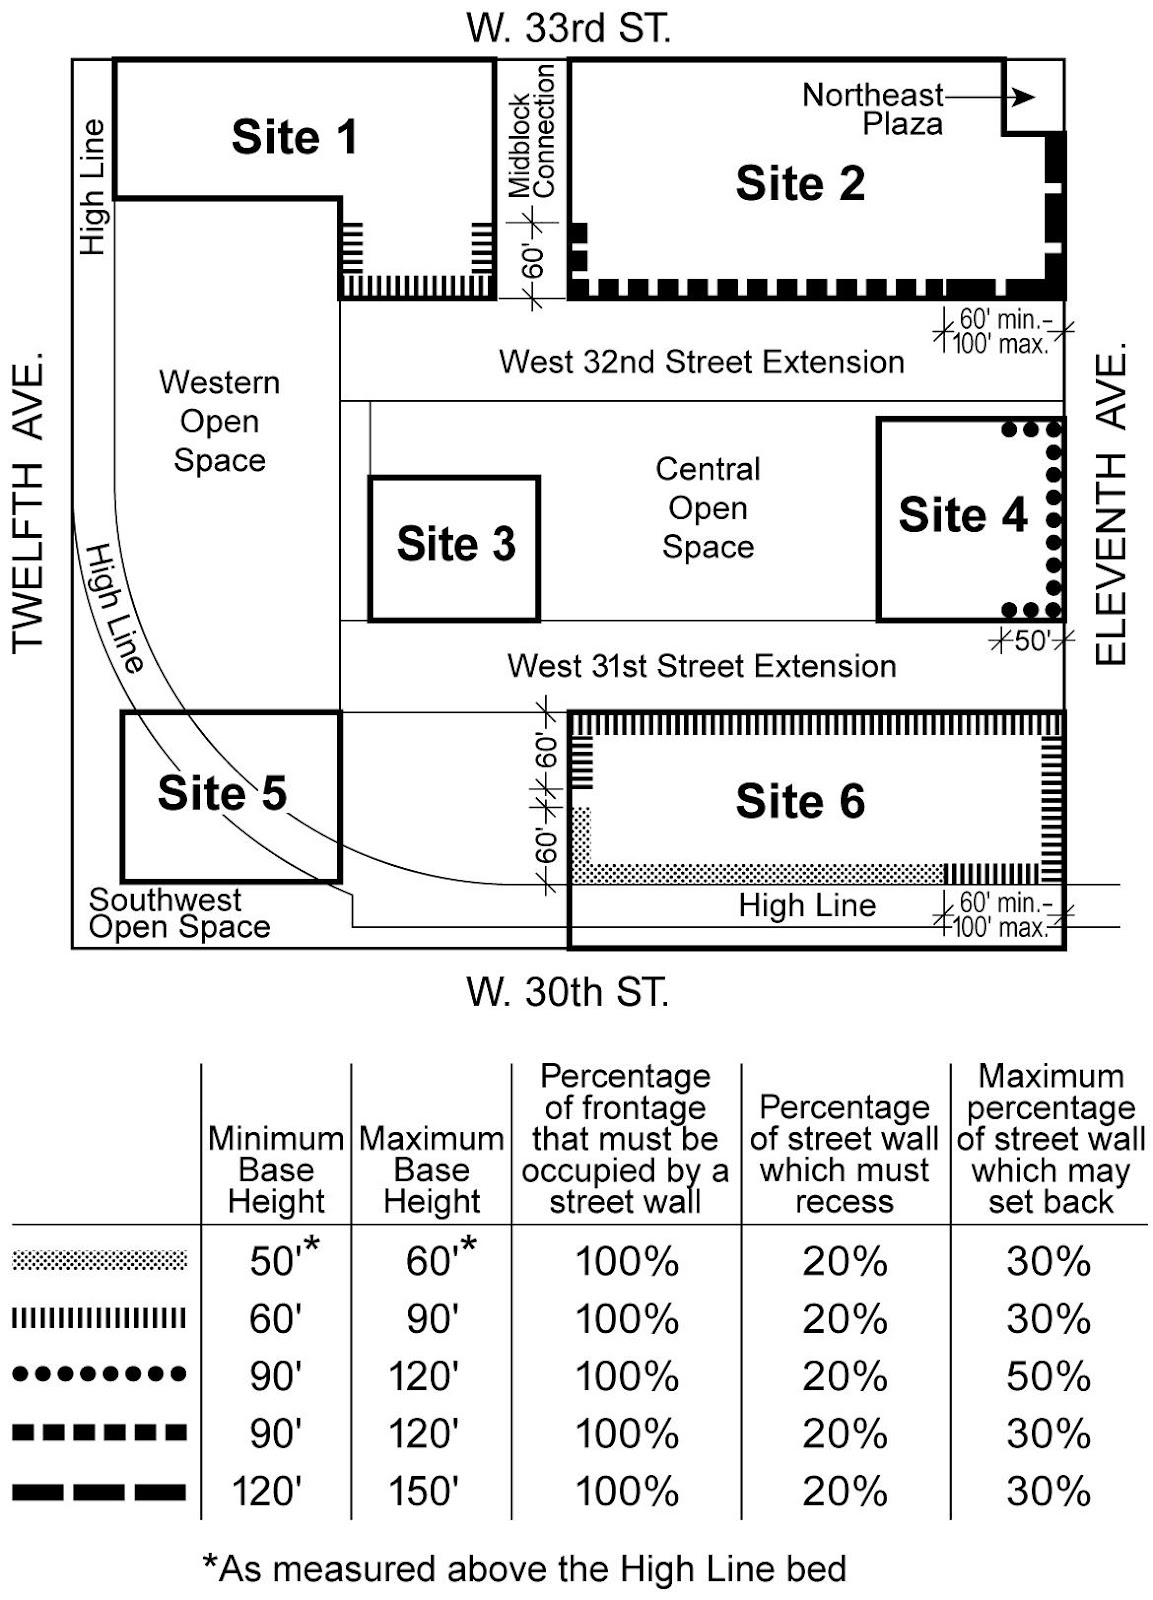 W. 33rd ST.
High Line
Site 1
Midblock
Connection
60'
Northeast
Plaza
Site 2
60' min.-
100' max.
West 32nd Street Extension
TWELFTH AVE.
ELEVENTH AVE.
Western
Open
Space
Central
Open
Space
Site 3
Site 4
50'
High Line
West 31st Street Extension
Site 5
60'
60'
Site 6
Southwest
Open Space
High Line
60' min.-
100' max.
W. 30th ST.
Minimum
Base
Height
Maximum
Base
Height
Percentage
of frontage
that must be
occupied by a
street wall
Percentage
of street wall
which must
recess
Maximum
percentage
of street wall
which may
set back
50'* 60'* 100% 20% 30%
60' 90' 100% 20% 30%
90' 120' 100% 20% 50%
90' 120' 100% 20% 30%
120' 150' 100% 20% 30%
*As measured above the High Line bed